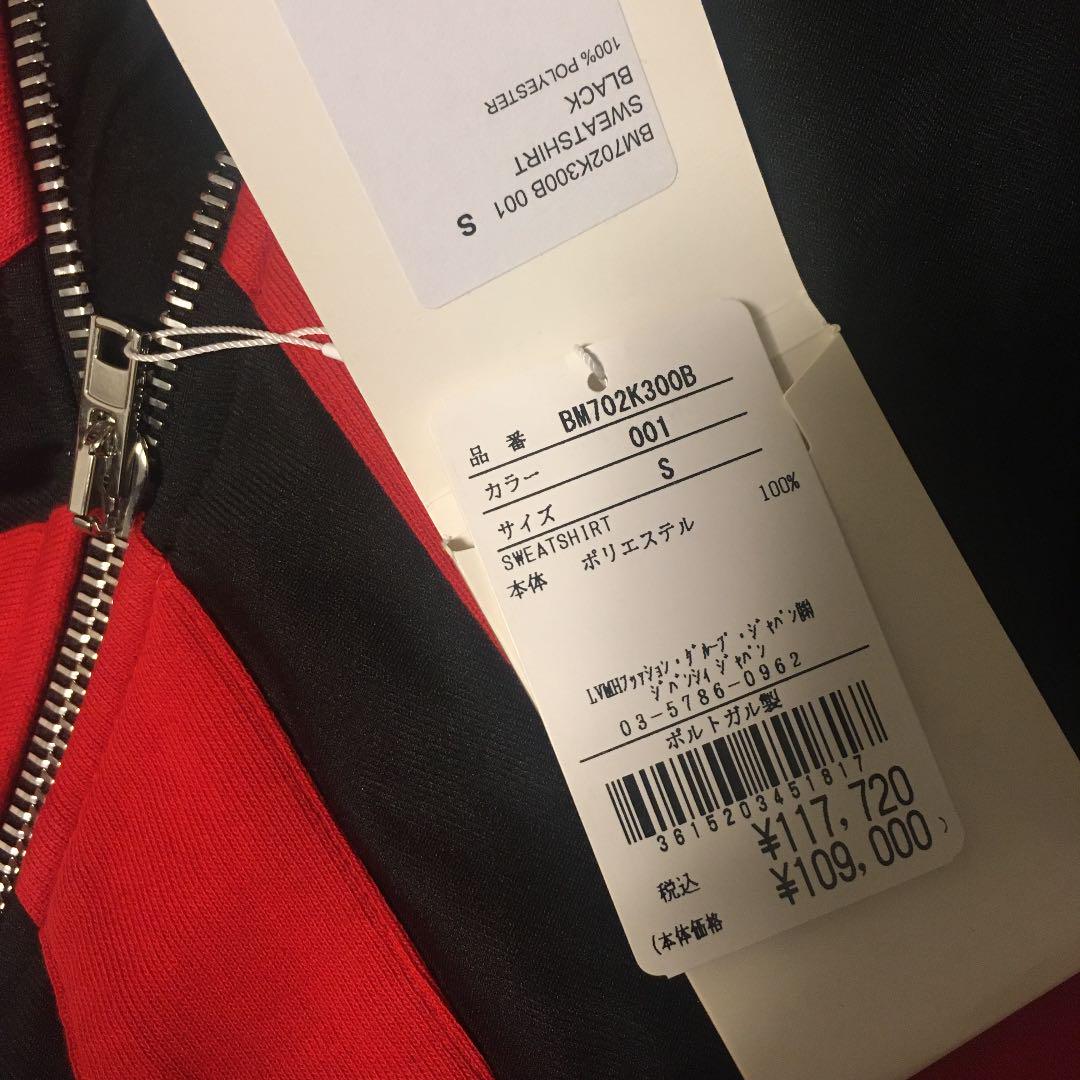 BM702K300B 001 S
SWEATSHIRT
BLACK
100% POLYESTER
品 番 BM702K300B
カラー 001
サイズ S
SWEATSHIRT
本体 ポリエステル 100%
LVMHファッション・グループ・ジャパン㈱
ジバンシイ ジャパン
03-5786-0962
ポルトガル製
3615203451817
税込 ¥117,720
(本体価格 ¥109,000)